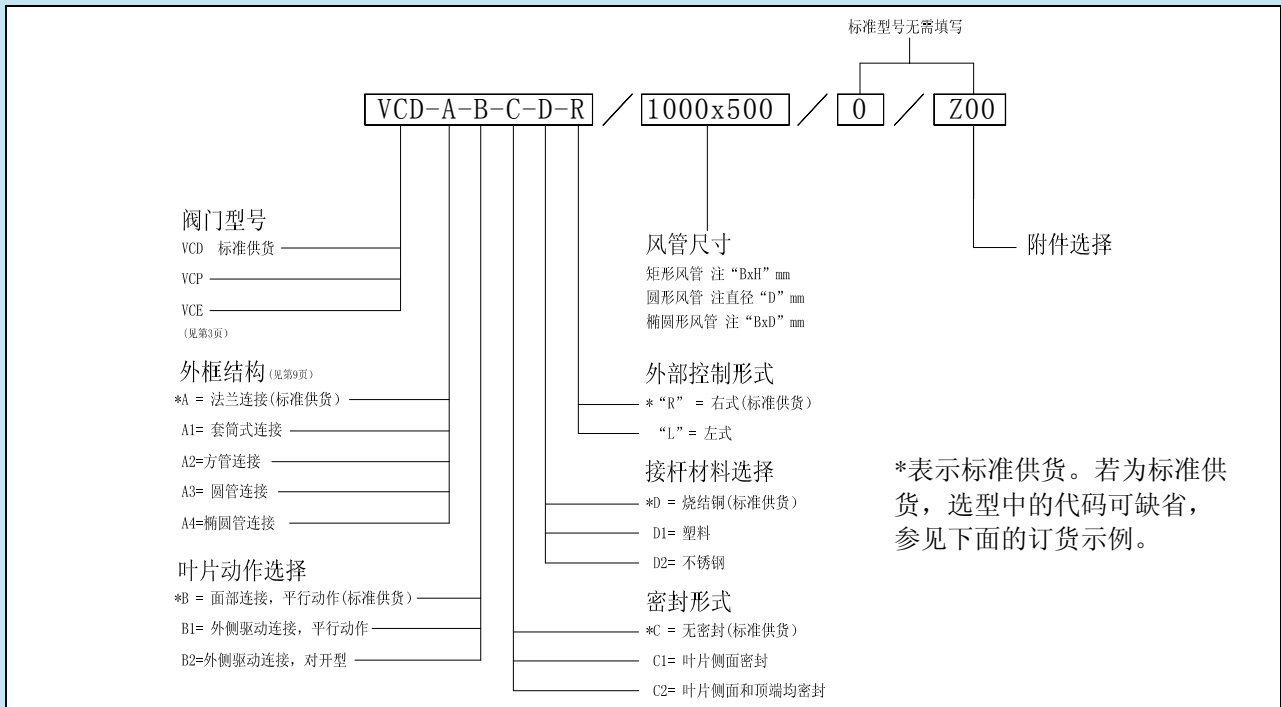 标准型号无需填写
VCD-A-B-C-D-R / 1000x500 / 0 / Z00
阀门型号
VCD 标准供货
VCP
VCE
(见第3页)
外框结构(见第9页)
*A = 法兰连接(标准供货)
A1= 套筒式连接
A2=方管连接
A3= 圆管连接
A4=椭圆管连接
叶片动作选择
*B = 面部连接，平行动作(标准供货)
B1= 外侧驱动连接，平行动作
B2=外侧驱动连接，对开型
风管尺寸
矩形风管 注“BxH”mm
圆形风管 注直径“D”mm
椭圆形风管 注“BxD”mm
外部控制形式
*“R” = 右式(标准供货)
“L”= 左式
接杆材料选择
*D = 烧结铜(标准供货)
D1= 塑料
D2= 不锈钢
密封形式
*C = 无密封(标准供货)
C1= 叶片侧面密封
C2= 叶片侧面和顶端均密封
附件选择
*表示标准供货。若为标准供
货，选型中的代码可缺省，
参见下面的订货示例。